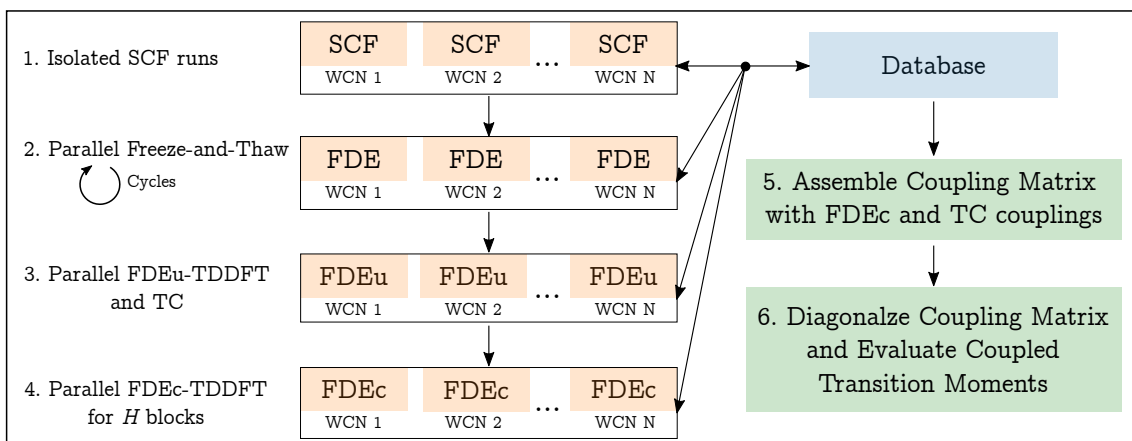 1. Isolated SCF runs
SCF SCF ... SCF
WCN 1 WCN 2 WCN N
2. Parallel Freeze-and-Thaw
Cycles
FDE FDE ... FDE
WCN 1 WCN 2 WCN N
3. Parallel FDEu-TDDFT
and TC
FDEu FDEu ... FDEu
WCN 1 WCN 2 WCN N
4. Parallel FDEc-TDDFT
for H blocks
FDEc FDEc ... FDEc
WCN 1 WCN 2 WCN N
Database
5. Assemble Coupling Matrix
with FDEc and TC couplings
6. Diagonalze Coupling Matrix
and Evaluate Coupled
Transition Moments